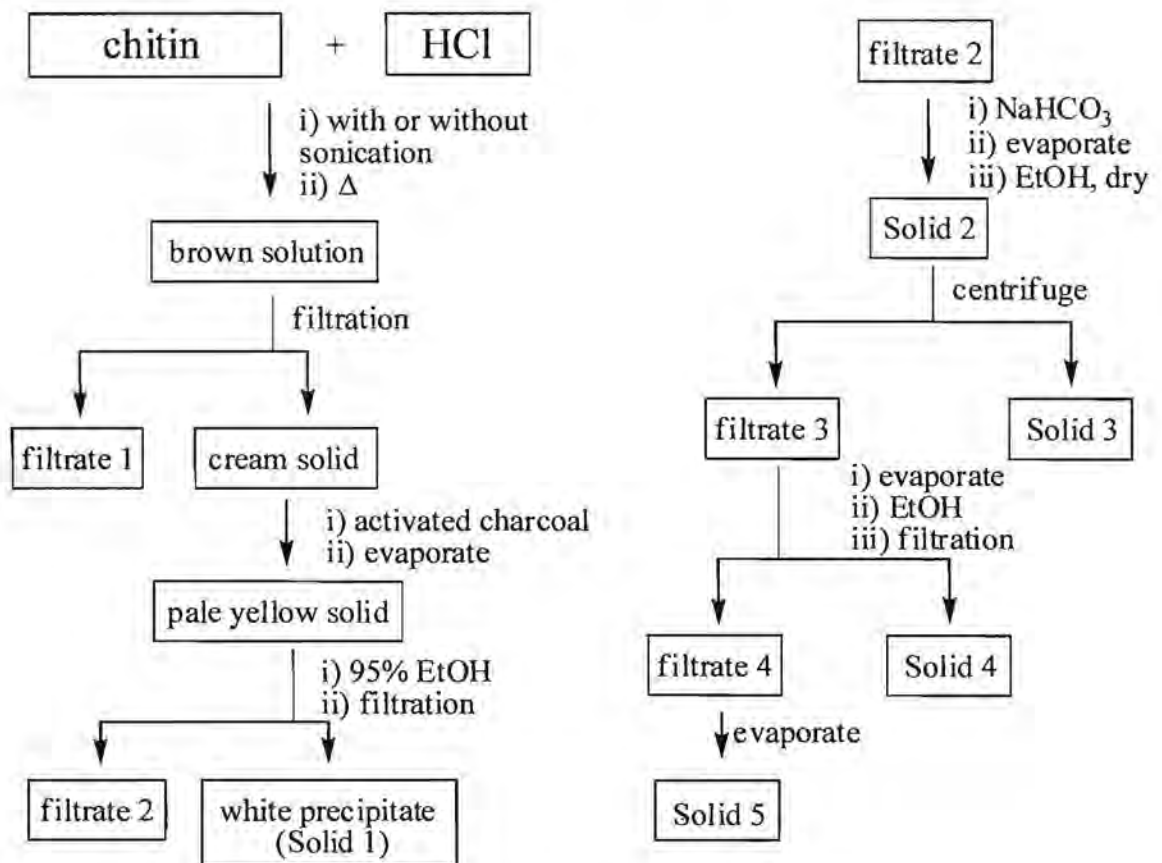 chitin + HCl
i) with or without
sonication
ii) Δ
brown solution
filtration
filtrate 1
cream solid
i) activated charcoal
ii) evaporate
pale yellow solid
i) 95% EtOH
ii) filtration
filtrate 2
white precipitate
(Solid 1)
filtrate 2
i) NaHCO₃
ii) evaporate
iii) EtOH, dry
Solid 2
centrifuge
filtrate 3
Solid 3
i) evaporate
ii) EtOH
iii) filtration
filtrate 4
Solid 4
evaporate
Solid 5